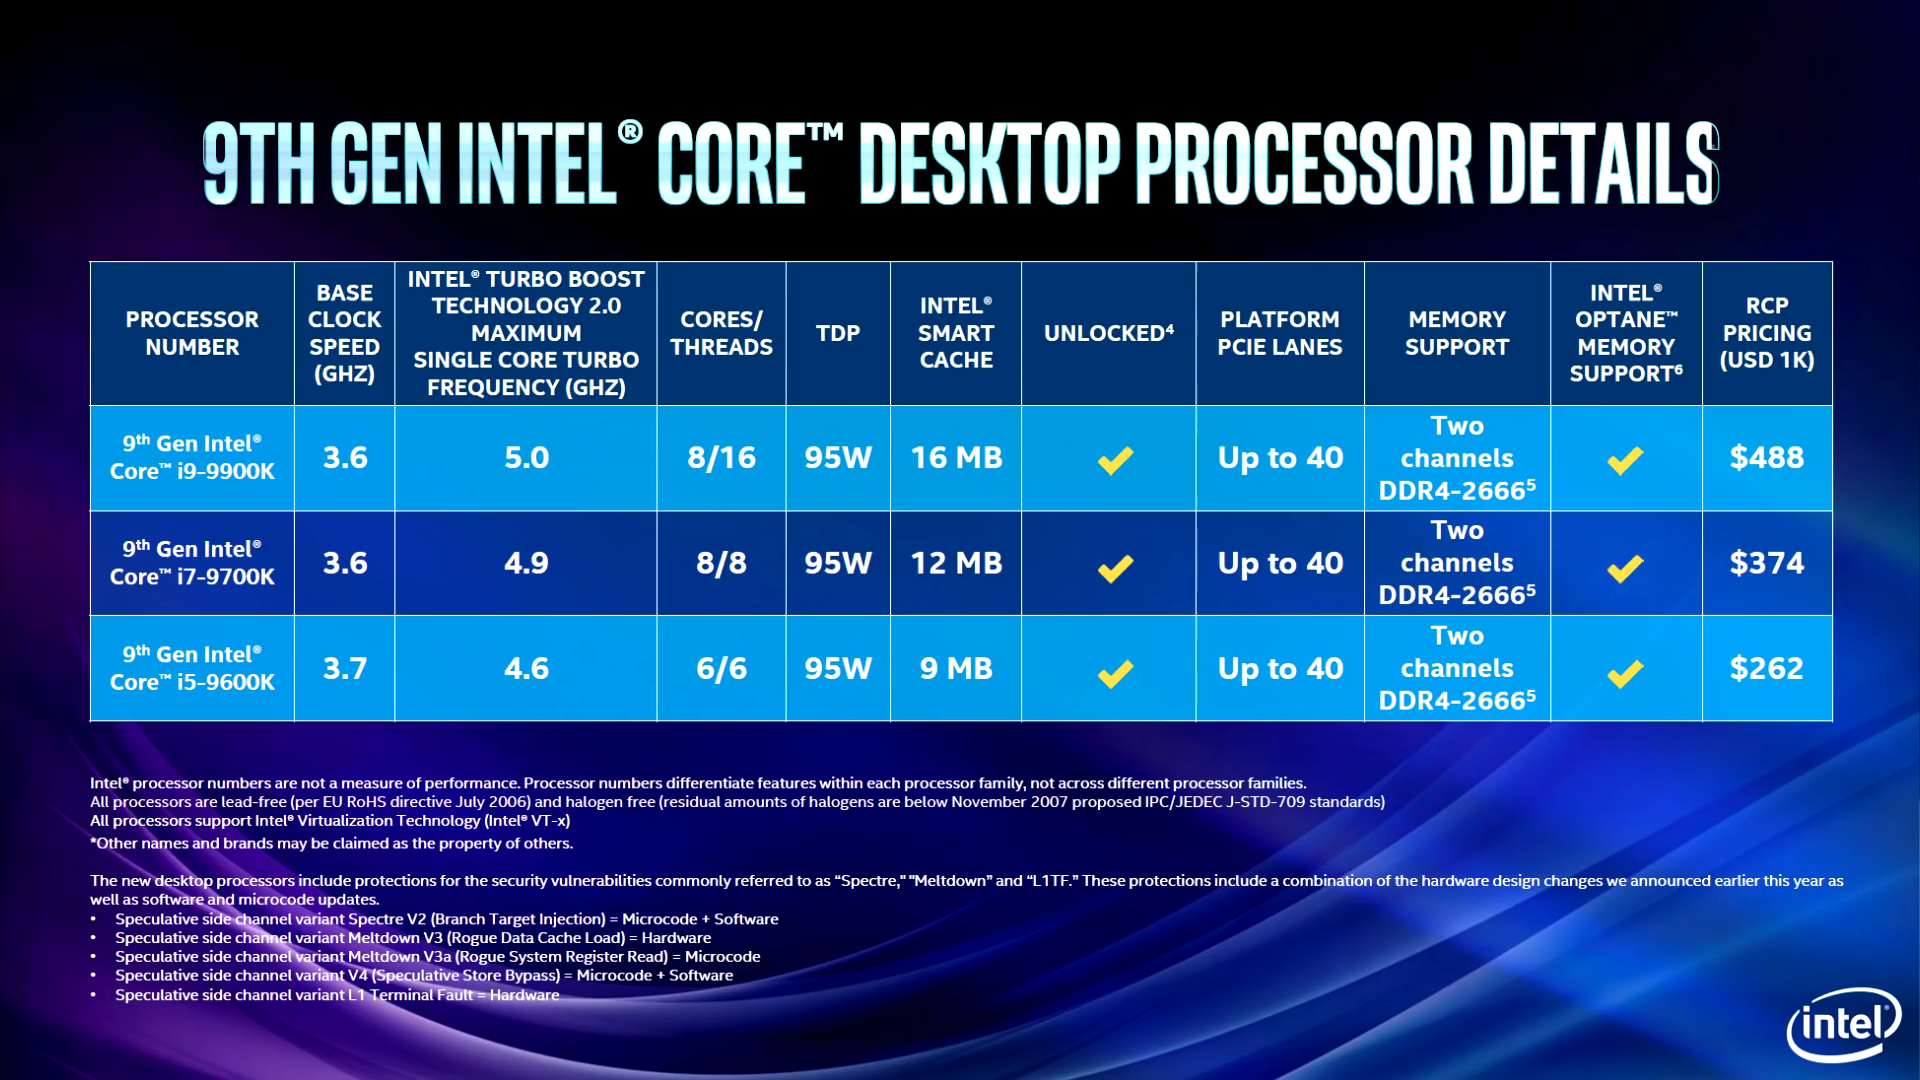 9TH GEN INTEL® CORE™ DESKTOP PROCESSOR DETAILS
PROCESSOR
NUMBER
BASE
CLOCK
SPEED
(GHZ)
INTEL® TURBO BOOST
TECHNOLOGY 2.0
MAXIMUM
SINGLE CORE TURBO
FREQUENCY (GHZ)
CORES/
THREADS
TDP
INTEL®
SMART
CACHE
UNLOCKED⁴
PLATFORM
PCIE LANES
MEMORY
SUPPORT
INTEL®
OPTANE™
MEMORY
SUPPORT⁶
RCP
PRICING
(USD 1K)
9th Gen Intel®
Core™ i9-9900K
3.6
5.0
8/16
95W
16 MB
✓
Up to 40
Two
channels
DDR4-2666⁵
✓
$488
9th Gen Intel®
Core™ i7-9700K
3.6
4.9
8/8
95W
12 MB
✓
Up to 40
Two
channels
DDR4-2666⁵
✓
$374
9th Gen Intel®
Core™ i5-9600K
3.7
4.6
6/6
95W
9 MB
✓
Up to 40
Two
channels
DDR4-2666⁵
✓
$262
Intel® processor numbers are not a measure of performance. Processor numbers differentiate features within each processor family, not across different processor families.
All processors are lead-free (per EU RoHS directive July 2006) and halogen free (residual amounts of halogens are below November 2007 proposed IPC/JEDEC J-STD-709 standards)
All processors support Intel® Virtualization Technology (Intel® VT-x)
*Other names and brands may be claimed as the property of others.
The new desktop processors include protections for the security vulnerabilities commonly referred to as “Spectre,” “Meltdown” and “L1TF.” These protections include a combination of the hardware design changes we announced earlier this year as
well as software and microcode updates.
• Speculative side channel variant Spectre V2 (Branch Target Injection) = Microcode + Software
• Speculative side channel variant Meltdown V3 (Rogue Data Cache Load) = Hardware
• Speculative side channel variant Meltdown V3a (Rogue System Register Read) = Microcode
• Speculative side channel variant V4 (Speculative Store Bypass) = Microcode + Software
• Speculative side channel variant L1 Terminal Fault = Hardware
intel®